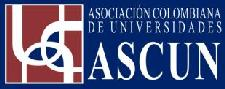 ASOCIACIÓN COLOMBIANA
DE UNIVERSIDADES
ASCUN